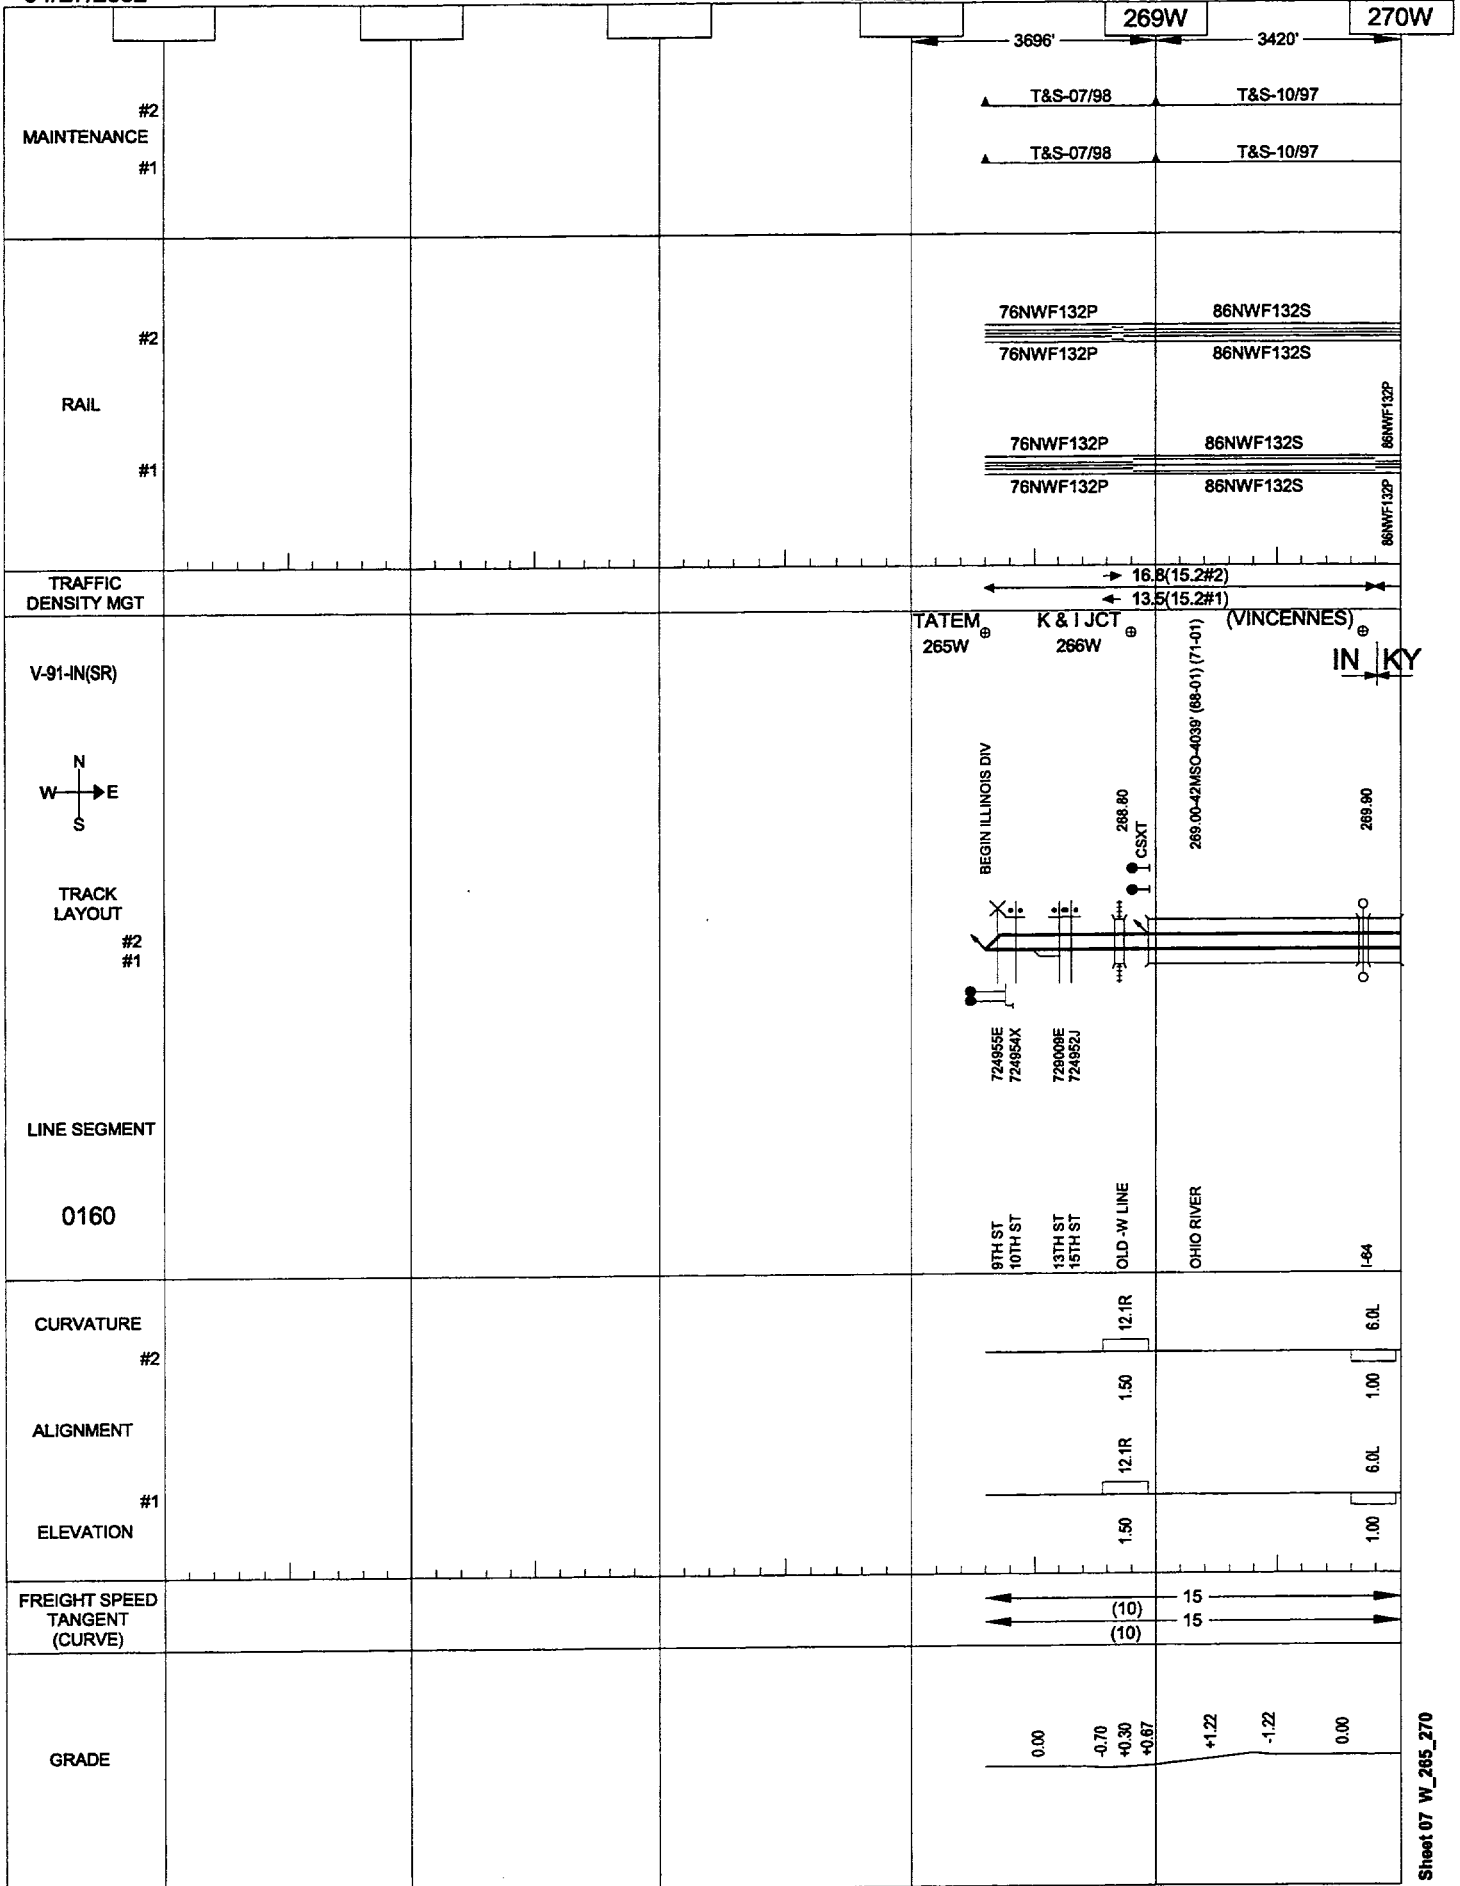 269W
270W
3696'
3420'
MAINTENANCE
#2
#1
T&S-07/98
T&S-10/97
T&S-07/98
T&S-10/97
RAIL
#2
#1
76NWF132P
86NWF132S
76NWF132P
86NWF132S
76NWF132P
86NWF132S
86NWF132P
76NWF132P
86NWF132S
86NWF132P
TRAFFIC
DENSITY MGT
16.8(15.2#2)
13.5(15.2#1)
V-91-IN(SR)
TATEM
265W
K & I JCT
266W
(VINCENNES)
IN KY
N
W E
S
BEGIN ILLINOIS DIV
268.80
CSXT
269.00-42MSO-4039' (68-01) (71-01)
269.90
TRACK
LAYOUT
#2
#1
724955E
724954X
729009E
724952J
LINE SEGMENT
0160
9TH ST
10TH ST
13TH ST
15TH ST
OLD -W LINE
OHIO RIVER
I-64
CURVATURE
#2
12.1R
6.0L
1.50
1.00
ALIGNMENT
#1
12.1R
6.0L
ELEVATION
1.50
1.00
FREIGHT SPEED
TANGENT
(CURVE)
15
(10)
15
(10)
GRADE
0.00
-0.70
+0.30
+0.67
+1.22
-1.22
0.00
Sheet 07 W_265_270